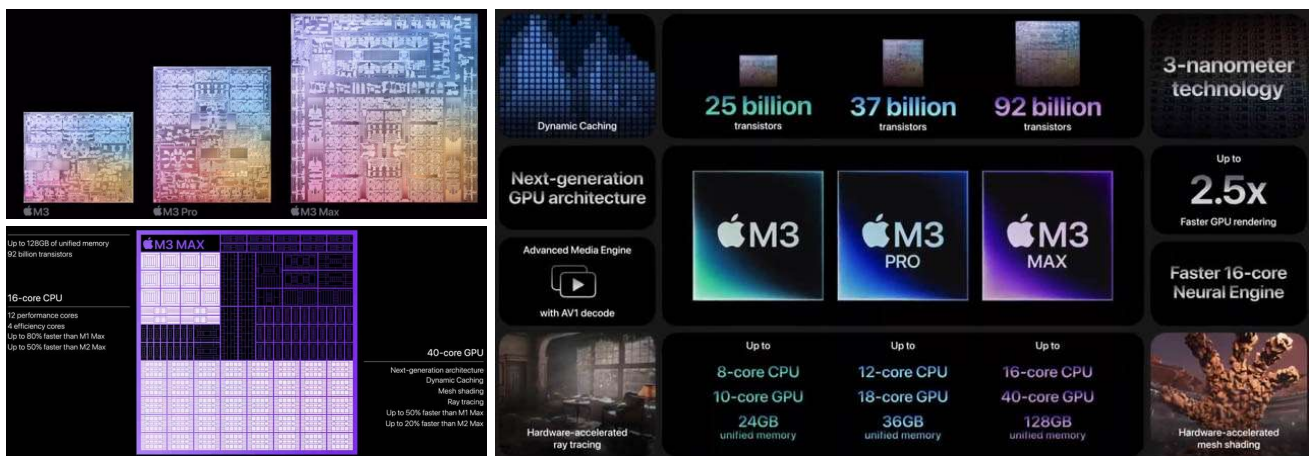 M3
M3 Pro
M3 Max
Up to 128GB of unified memory
92 billion transistors
16-core CPU
12 performance cores
4 efficiency cores
Up to 80% faster than M1 Max
Up to 50% faster than M2 Max
M3 MAX
40-core GPU
Next-generation architecture
Dynamic Caching
Mesh shading
Ray tracing
Up to 50% faster than M1 Max
Up to 20% faster than M2 Max
Dynamic Caching
25 billion
transistors
37 billion
transistors
92 billion
transistors
3-nanometer
technology
Next-generation
GPU architecture
Advanced Media Engine
with AV1 decode
M3
M3
PRO
M3
MAX
Up to
2.5x
Faster GPU rendering
Faster 16-core
Neural Engine
Hardware-accelerated
ray tracing
Up to
8-core CPU
10-core GPU
24GB
unified memory
Up to
12-core CPU
18-core GPU
36GB
unified memory
Up to
16-core CPU
40-core GPU
128GB
unified memory
Hardware-accelerated
mesh shading